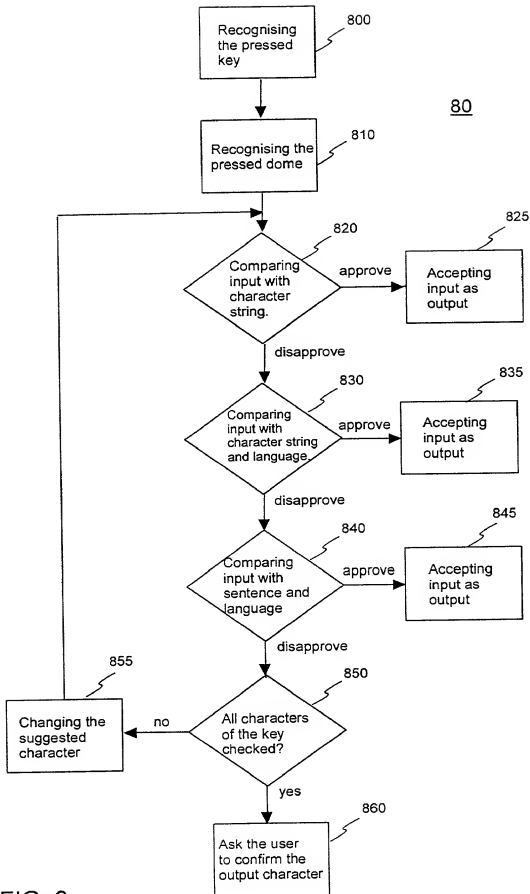 800
Recognising
the pressed
key
80
810
Recognising the
pressed dome
820
825
Comparing
input with
character
string.
approve
Accepting
input as
output
disapprove
830
835
Comparing
input with
character string
and language.
approve
Accepting
input as
output
disapprove
840
845
Comparing
input with
sentence and
language
approve
Accepting
input as
output
disapprove
855
850
Changing the
suggested
character
no
All characters
of the key
checked?
yes
860
Ask the user
to confirm the
output character